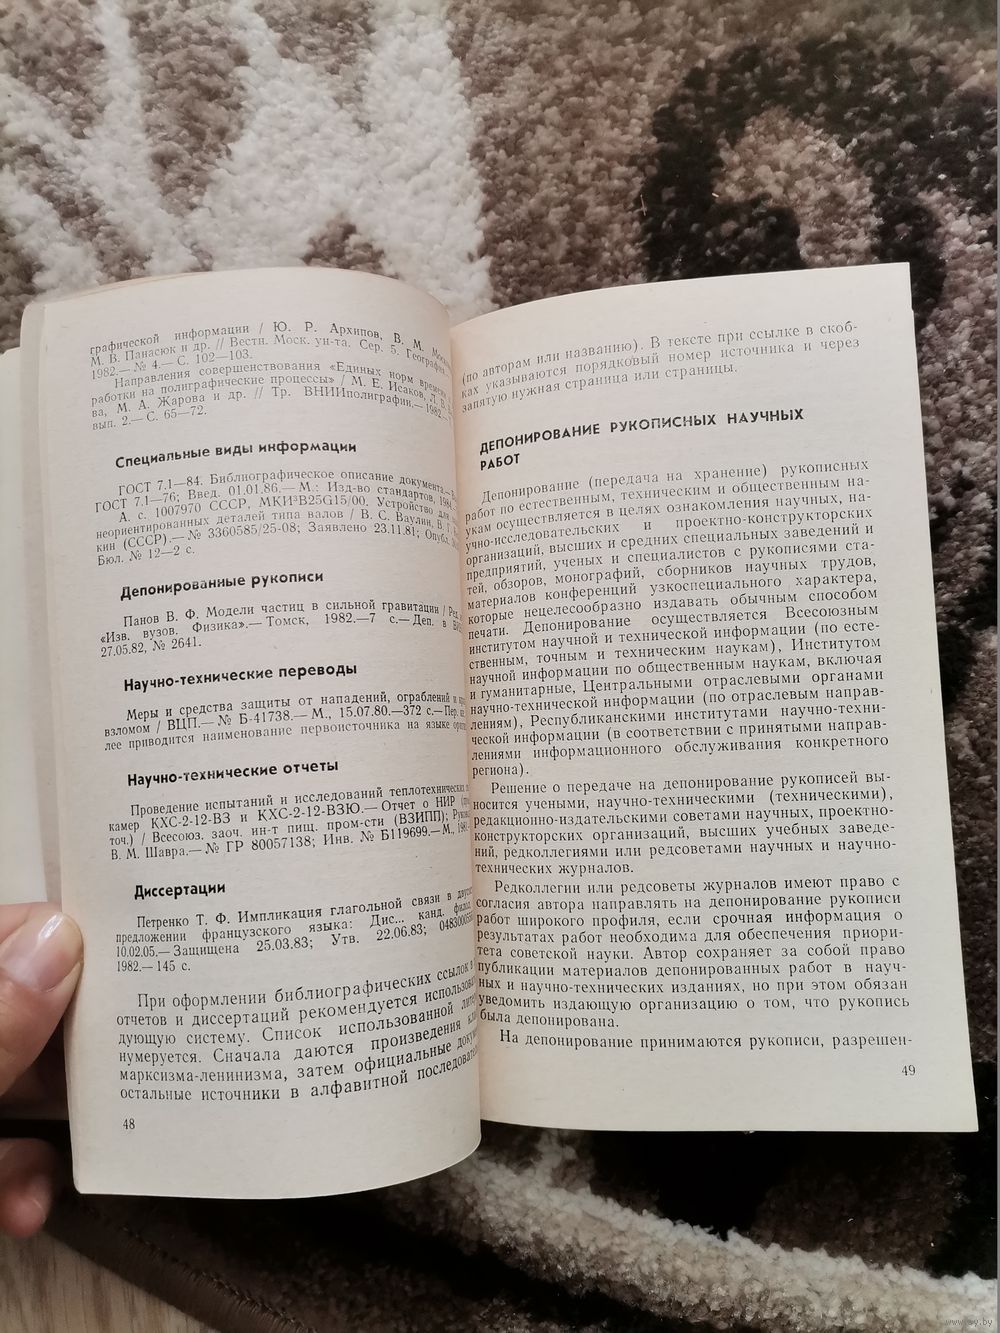 графической информации / Ю. Р. Архипов, В. М.
М. В. Панасюк и др. // Вестн. Моск. ун-та. Сер. 5. География.
1982.— № 4.— С. 102—103.
Направления совершенствования «Единых норм времени
работки на полиграфические процессы» / М. Е. Исаков, Л. В.
ва, М. А. Жарова и др. // Тр. ВНИИполиграфии.— 1982.—
вып. 2.— С. 65—72.
Специальные виды информации
ГОСТ 7.1—84. Библиографическое описание документа.—
ГОСТ 7.1—76; Введ. 01.01.86.— М.: Изд-во стандартов, 1984.—
А. с. 1007970 СССР, МКИ³В25G15/00. Устройство для
неориентированных деталей типа валов / В. С. Ваулин, В.
кин (СССР).— № 3360585/25-08; Заявлено 23.11.81; Опубл.
Бюл. № 12—2 с.
Депонированные рукописи
Панов В. Ф. Модели частиц в сильной гравитации /
«Изв. вузов. Физика».— Томск, 1982.—7 с.— Деп. в
27.05.82, № 2641.
Научно-технические переводы
Меры и средства защиты от нападений, ограблений и
взломом / ВЦП.— № Б-41738.— М., 15.07.80.—372 с.— Пер.
лее приводится наименование первоисточника на языке
Научно-технические отчеты
Проведение испытаний и исследований теплотехнических
камер КХС-2-12-ВЗ и КХС-2-12-ВЗЮ.— Отчет о НИР
точ.) / Всесоюз. заоч. ин-т пищ. пром-сти (ВЗИПП);
В. М. Шавра.— № ГР 80057138; Инв. № Б119699.— М.,
Диссертации
Петренко Т. Ф. Импликация глагольной связи в
предложении французского языка: Дис... канд. филол.
10.02.05.— Защищена 25.03.83; Утв. 22.06.83;
1982.— 145 с.
При оформлении библиографических ссылок в
отчетов и диссертаций рекомендуется
дующую систему. Список использованной
нумеруется. Сначала даются произведения
марксизма-ленинизма, затем официальные
остальные источники в алфавитной
48
(по авторам или названию). В тексте при ссылке в скоб-
ках указываются порядковый номер источника и через
запятую нужная страница или страницы.
ДЕПОНИРОВАНИЕ РУКОПИСНЫХ НАУЧНЫХ
РАБОТ
Депонирование (передача на хранение) рукописных
работ по естественным, техническим и общественным на-
укам осуществляется в целях ознакомления научных, на-
учно-исследовательских и проектно-конструкторских
организаций, высших и средних специальных заведений и
предприятий, ученых и специалистов с рукописями ста-
тей, обзоров, монографий, сборников научных трудов,
материалов конференций узкоспециального характера,
которые нецелесообразно издавать обычным способом
печати. Депонирование осуществляется Всесоюзным
институтом научной и технической информации (по есте-
ственным, точным и техническим наукам), Институтом
научной информации по общественным наукам, включая
и гуманитарные, Центральными отраслевыми органами
научно-технической информации (по отраслевым направ-
лениям), Республиканскими институтами научно-техни-
ческой информации (в соответствии с принятыми направ-
лениями информационного обслуживания конкретного
региона).
Решение о передаче на депонирование рукописей вы-
носится учеными, научно-техническими (техническими),
редакционно-издательскими советами научных, проектно-
конструкторских организаций, высших учебных заведе-
ний, редколлегиями или редсоветами научных и научно-
технических журналов.
Редколлегии или редсоветы журналов имеют право с
согласия автора направлять на депонирование рукописи
работ широкого профиля, если срочная информация о
результатах работ необходима для обеспечения приори-
тета советской науки. Автор сохраняет за собой право
публикации материалов депонированных работ в науч-
ных и научно-технических изданиях, но при этом обязан
уведомить издающую организацию о том, что рукопись
была депонирована.
На депонирование принимаются рукописи, разрешен-
49